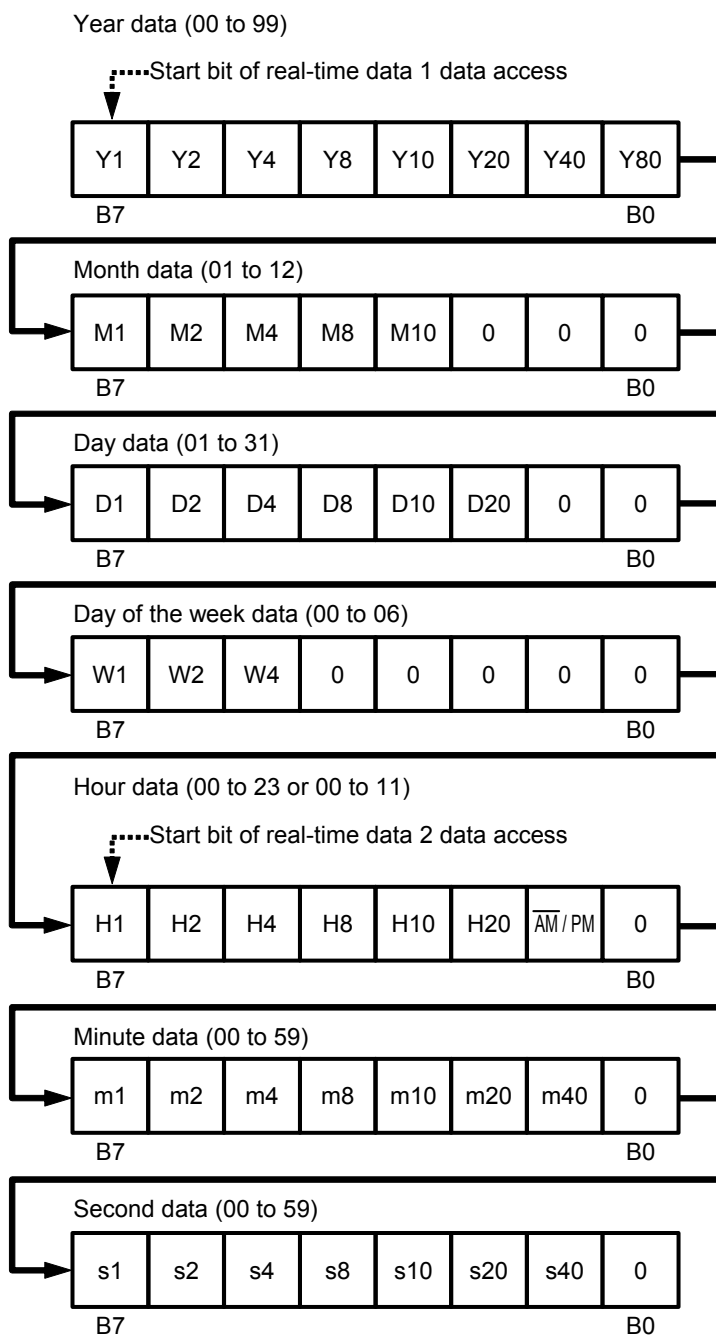 Year data (00 to 99)
Start bit of real-time data 1 data access
Y1 Y2 Y4 Y8 Y10 Y20 Y40 Y80
B7 B0
Month data (01 to 12)
M1 M2 M4 M8 M10 0 0 0
B7 B0
Day data (01 to 31)
D1 D2 D4 D8 D10 D20 0 0
B7 B0
Day of the week data (00 to 06)
W1 W2 W4 0 0 0 0 0
B7 B0
Hour data (00 to 23 or 00 to 11)
Start bit of real-time data 2 data access
H1 H2 H4 H8 H10 H20 A̅M̅ / PM 0
B7 B0
Minute data (00 to 59)
m1 m2 m4 m8 m10 m20 m40 0
B7 B0
Second data (00 to 59)
s1 s2 s4 s8 s10 s20 s40 0
B7 B0